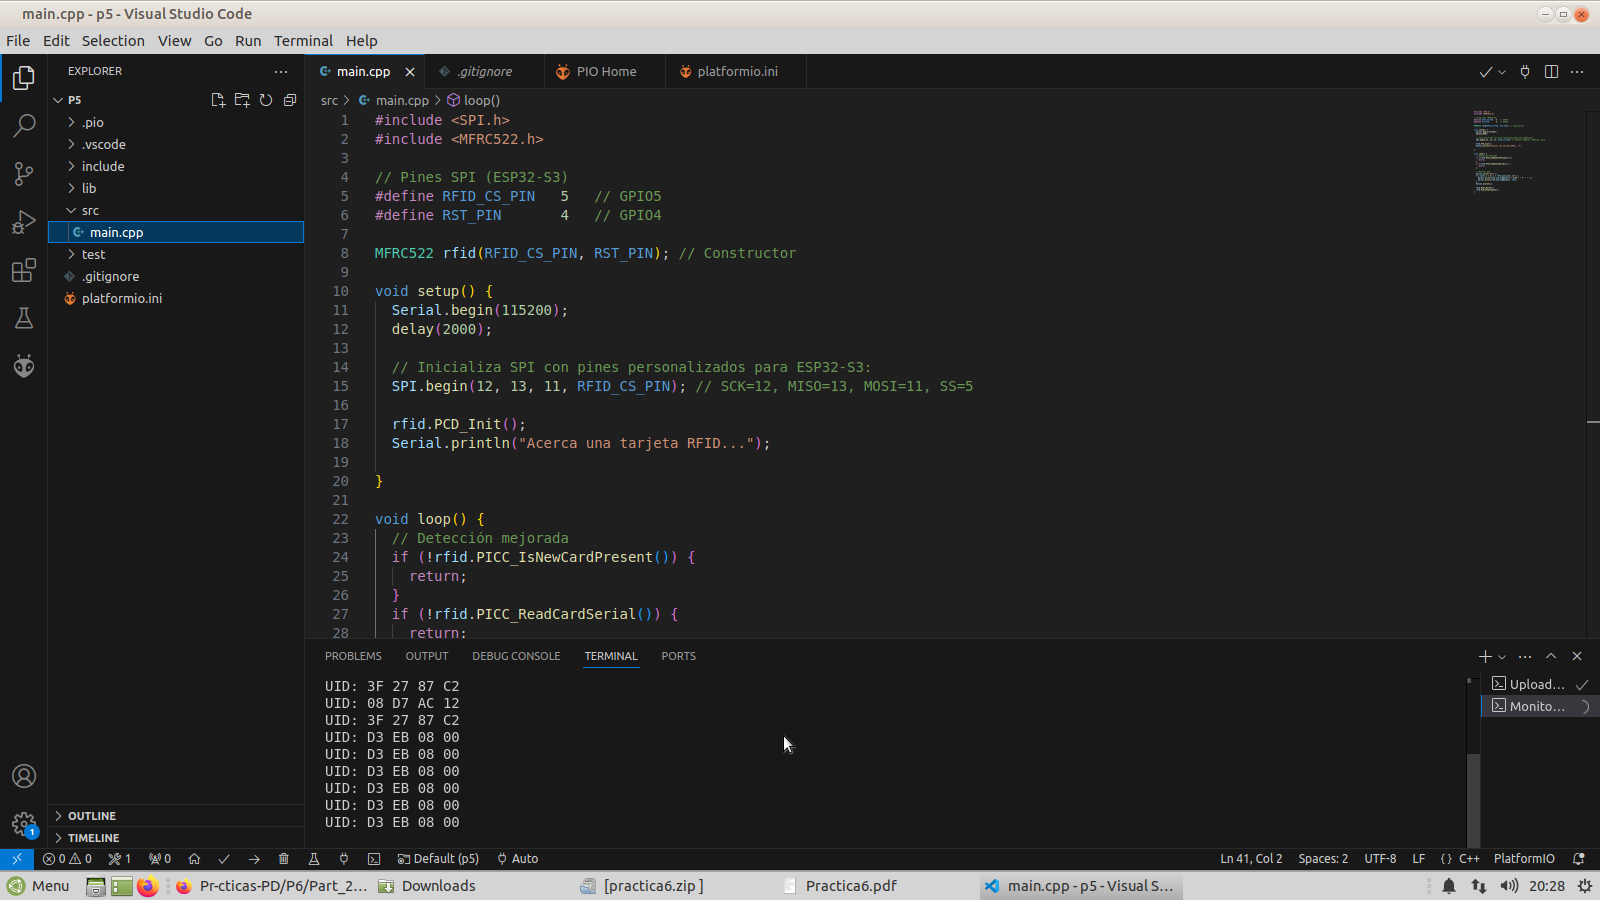 main.cpp - p5 - Visual Studio Code
File Edit Selection View Go Run Terminal Help
EXPLORER
P5
.pio
.vscode
include
lib
src
main.cpp
test
.gitignore
platformio.ini
OUTLINE
TIMELINE
1
main.cpp .gitignore PIO Home platformio.ini
src main.cpp loop()
1 #include <SPI.h>
2 #include <MFRC522.h>
3
4 // Pines SPI (ESP32-S3)
5 #define RFID_CS_PIN   5   // GPIO5
6 #define RST_PIN       4   // GPIO4
7
8 MFRC522 rfid(RFID_CS_PIN, RST_PIN); // Constructor
9
10 void setup() {
11   Serial.begin(115200);
12   delay(2000);
13
14   // Inicializa SPI con pines personalizados para ESP32-S3:
15   SPI.begin(12, 13, 11, RFID_CS_PIN); // SCK=12, MISO=13, MOSI=11, SS=5
16
17   rfid.PCD_Init();
18   Serial.println("Acerca una tarjeta RFID...");
19
20 }
21
22 void loop() {
23   // Detección mejorada
24   if (!rfid.PICC_IsNewCardPresent()) {
25     return;
26   }
27   if (!rfid.PICC_ReadCardSerial()) {
28     return;
PROBLEMS OUTPUT DEBUG CONSOLE TERMINAL PORTS
UID: 3F 27 87 C2
UID: 08 D7 AC 12
UID: 3F 27 87 C2
UID: D3 EB 08 00
UID: D3 EB 08 00
UID: D3 EB 08 00
UID: D3 EB 08 00
UID: D3 EB 08 00
UID: D3 EB 08 00
Upload...
Monito...
0 0 1 0 Default (p5) Auto Ln 41, Col 2 Spaces: 2 UTF-8 LF {} C++ PlatformIO
Menu Pr-cticas-PD/P6/Part_2... Downloads [practica6.zip ] Practica6.pdf main.cpp - p5 - Visual S... 20:28